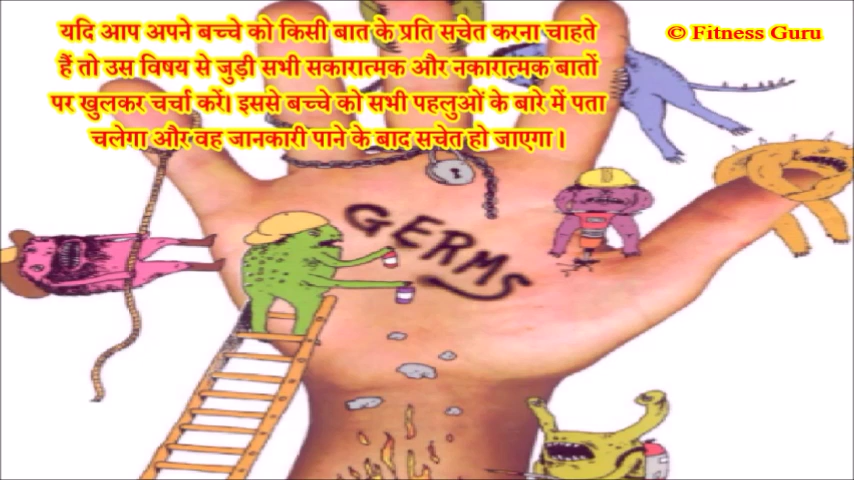 यदि आप अपने बच्चे को किसी बात के प्रति सचेत करना चाहते
हैं तो उस विषय से जुड़ी सभी सकारात्मक और नकारात्मक बातों
पर खुलकर चर्चा करें। इससे बच्चे को सभी पहलुओं के बारे में पता
चलेगा और वह जानकारी पाने के बाद सचेत हो जाएगा।
© Fitness Guru
GERMS